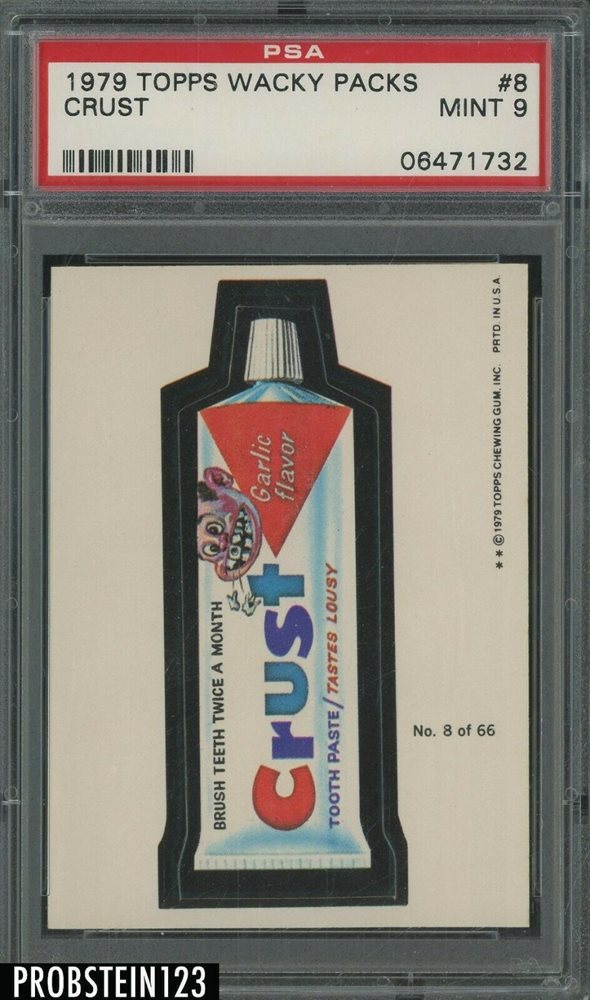 PSA
1979 TOPPS WACKY PACKS #8
CRUST MINT 9
06471732
* * © 1979 TOPPS CHEWING GUM, INC. PRTD. IN U.S.A.
Garlic
flavor
BRUSH TEETH TWICE A MONTH
Crust
TOOTH PASTE/TASTES LOUSY
No. 8 of 66
PROBSTEIN123